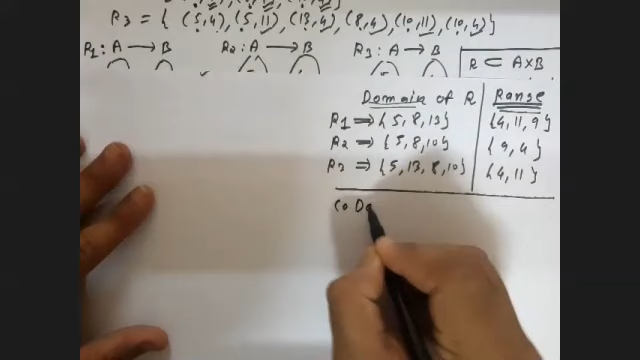 R3 = { (5,4), (5,11), (13,4), (8,4), (10,11), (10,4)}
R1: A → B R2: A → B R3: A → B R ⊂ A×B
Domain of R Range
R1 ⇒ { 5, 8, 13} {4, 11, 9}
R2 = { 5, 8, 10} { 9, 4}
R3 ⇒ {5, 13, 8, 10} {4, 11}
Co Do